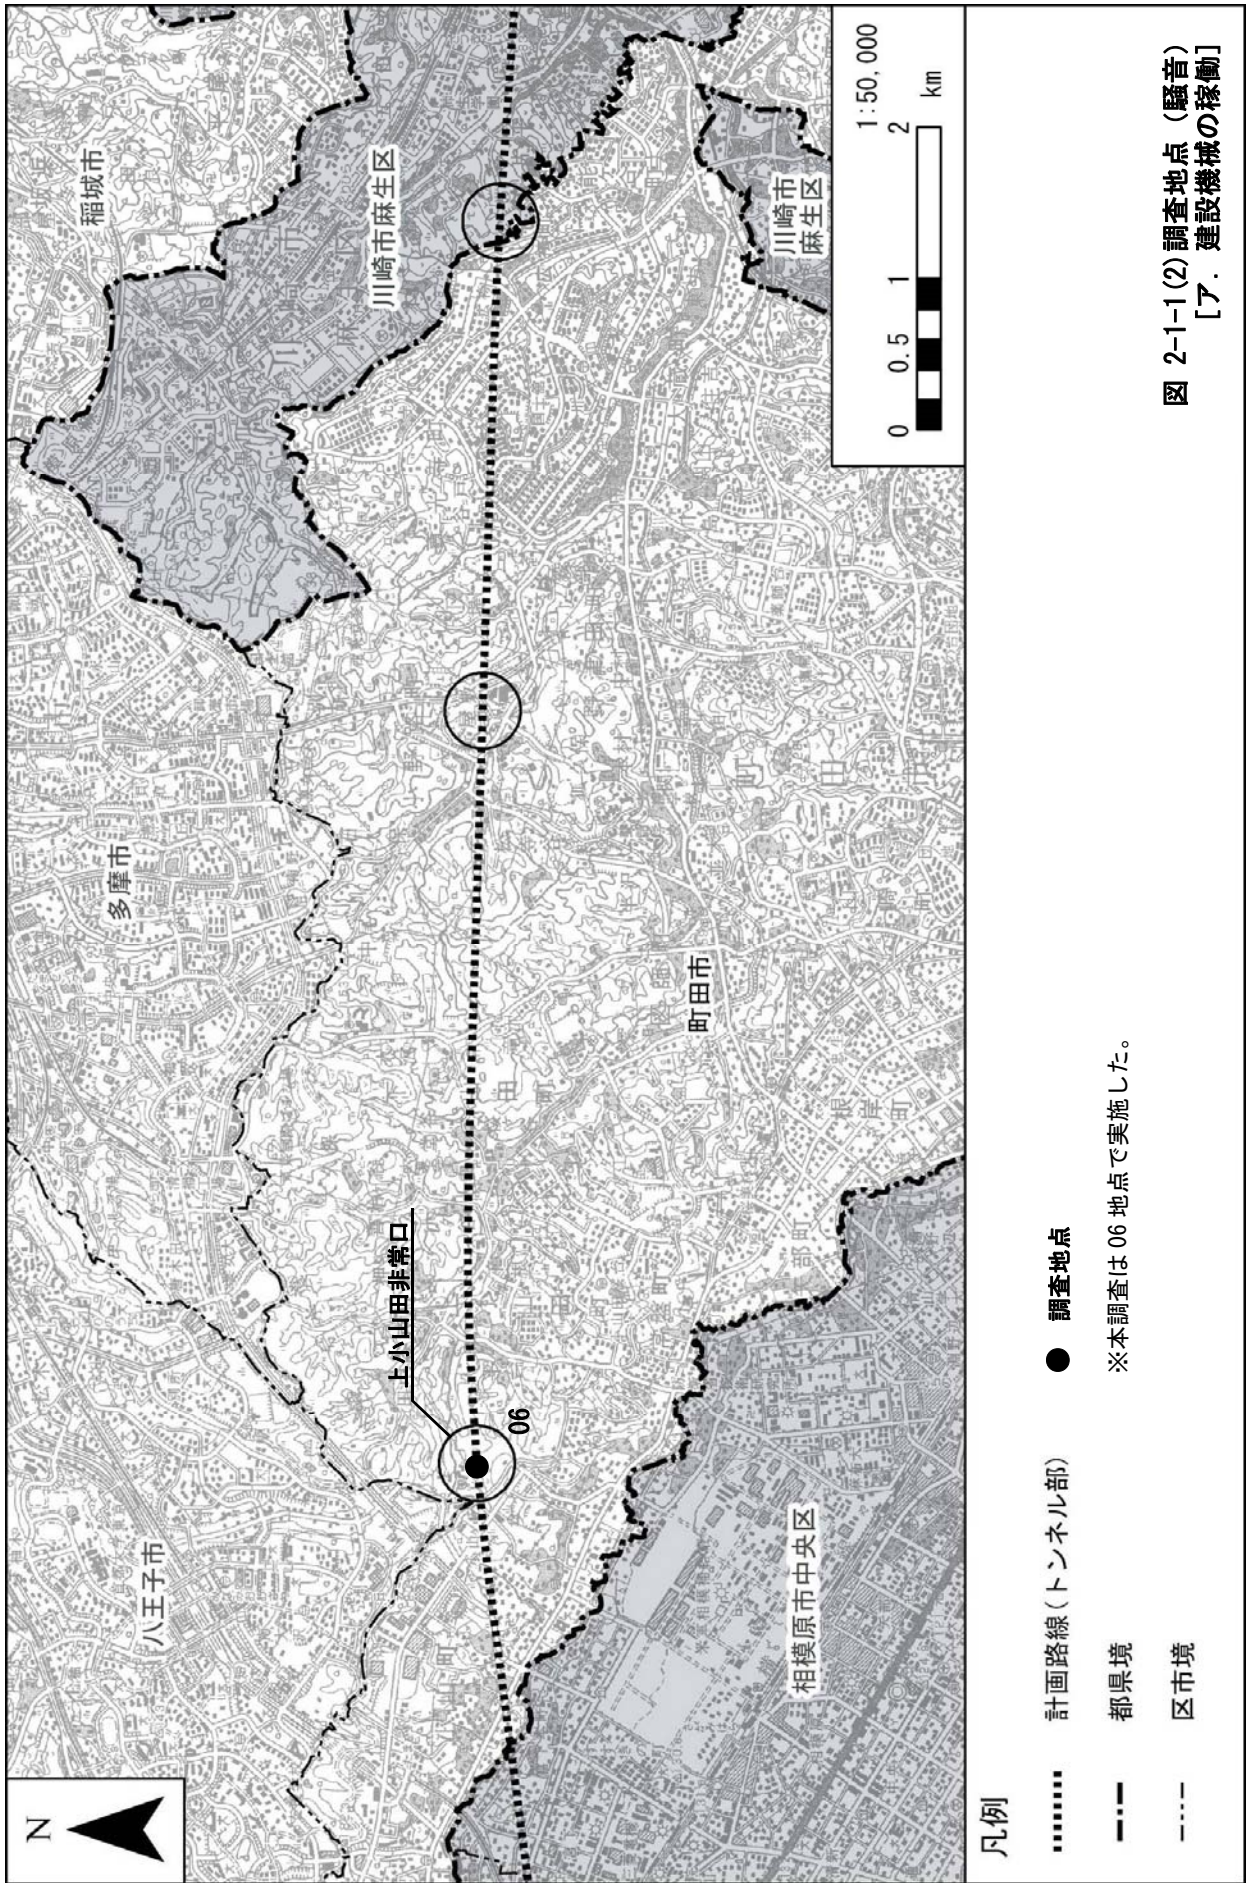 N
八王子市
多摩市
稲城市
川崎市麻生区
上小山田非常口
06
町田市
相模原市中央区
川崎市
麻生区
1:50,000
0 0.5 1 2
km
凡例
計画路線(トンネル部)
都県境
区市境
調査地点
※本調査は06地点で実施した。
図 2-1-1(2)調査地点（騒音）
[ア. 建設機械の稼働]